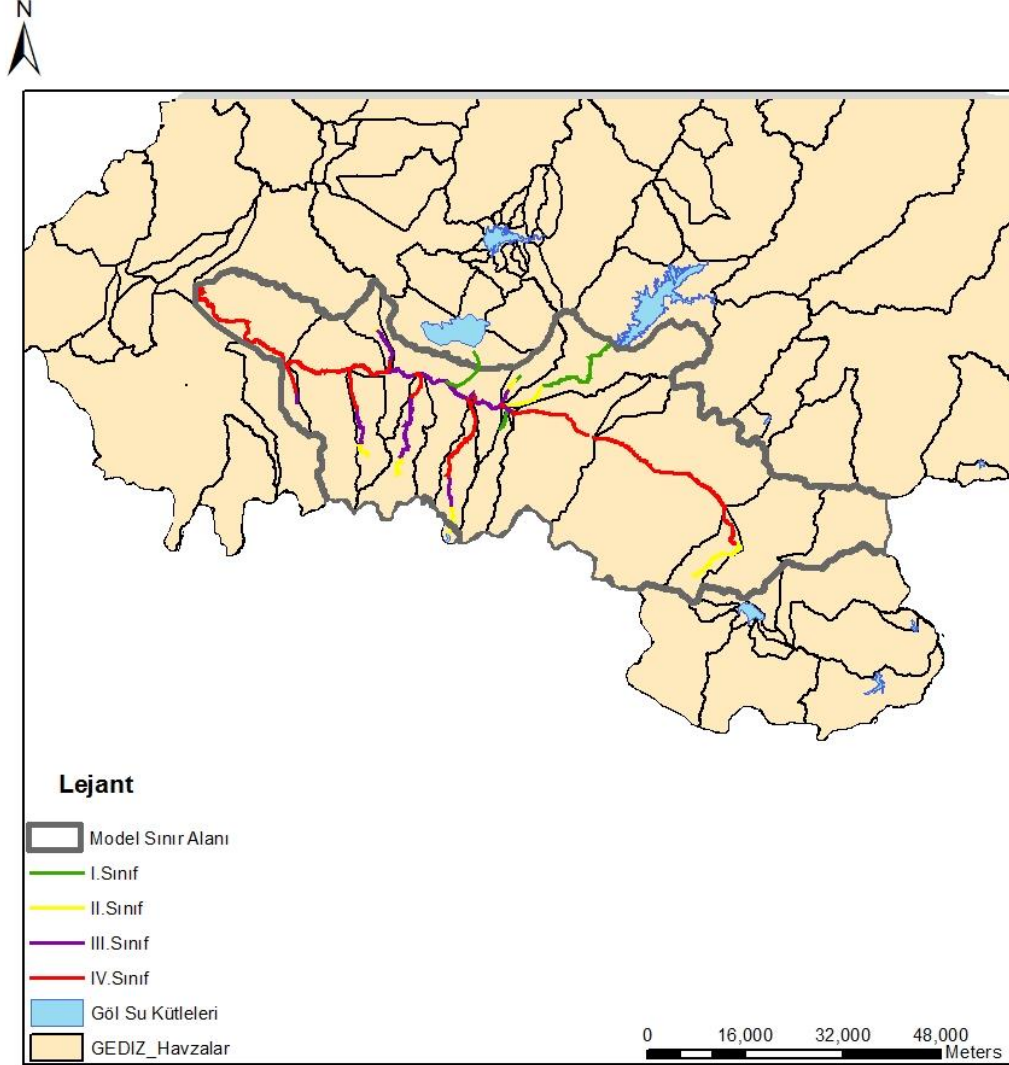 N
Lejant
Model Sınır Alanı
I.Sınıf
II.Sınıf
III.Sınıf
IV.Sınıf
Göl Su Kütleleri
GEDIZ_Havzalar
0 16,000 32,000 48,000
Meters